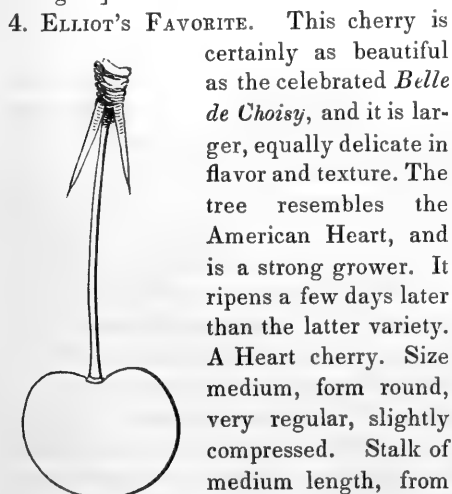 4. ELLIOT'S FAVORITE. This cherry is
certainly as beautiful
as the celebrated Belle
de Choisy, and it is lar-
ger, equally delicate in
flavor and texture. The
tree resembles the
American Heart, and
is a strong grower. It
ripens a few days later
than the latter variety.
A Heart cherry. Size
medium, form round,
very regular, slightly
compressed. Stalk of
medium length, from